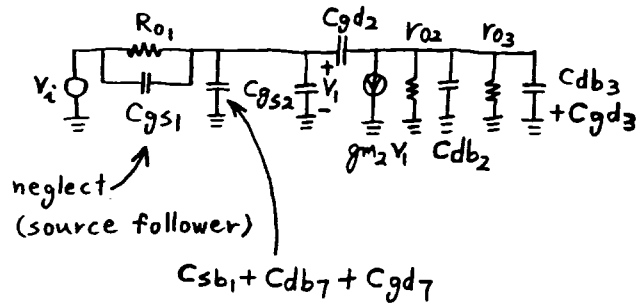 Cgd2
Ro1
ro2
ro3
Vi
Cgs1
Cgs2
+
V1
-
Cdb3
+Cgd3
gm2V1
Cdb2
neglect
(source follower)
Csb1+Cdb7+Cgd7